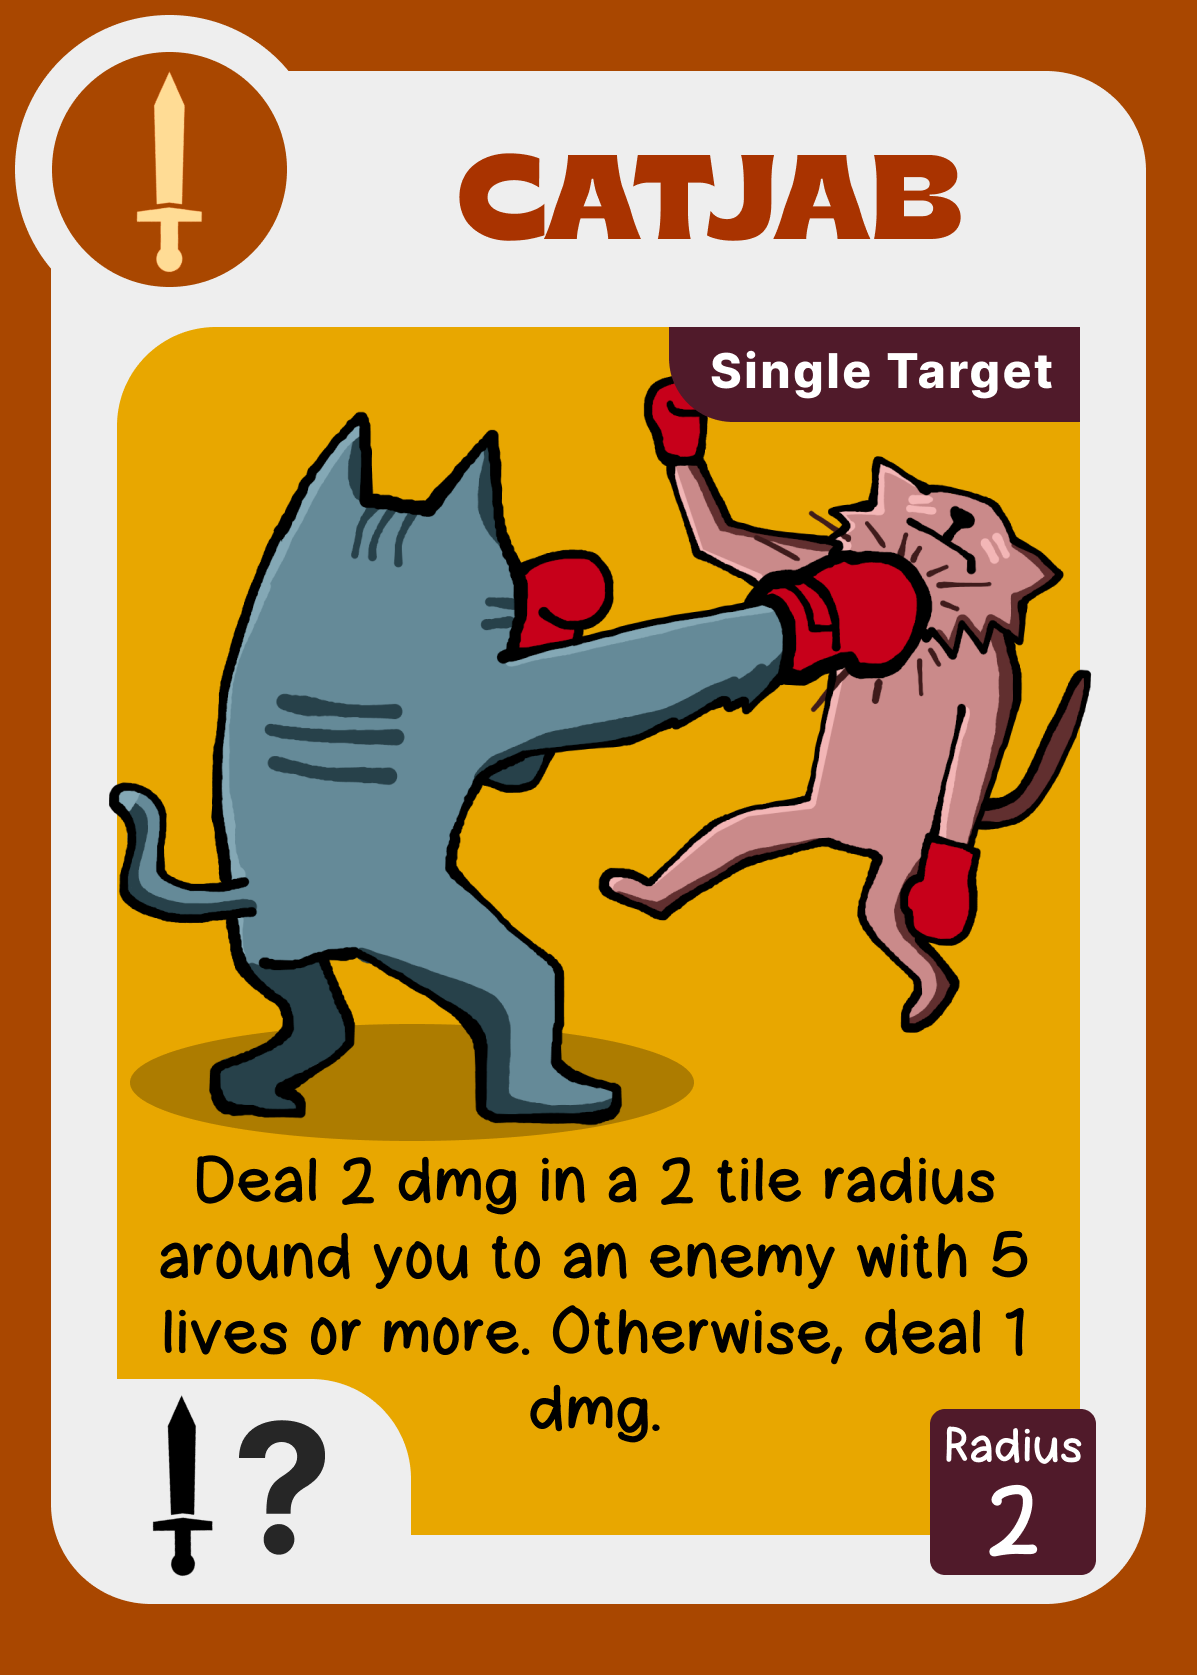 CATJAB
Single Target
Deal 2 dmg in a 2 tile radius
around you to an enemy with 5
lives or more. Otherwise, deal 1
dmg.
?
Radius
2